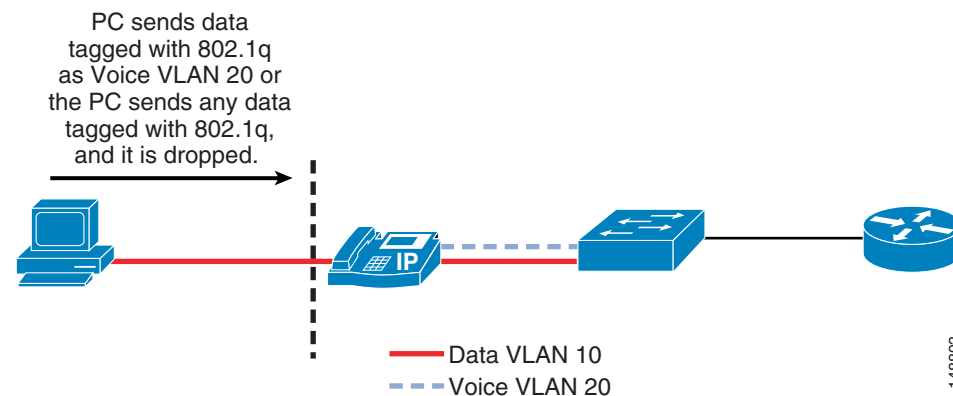 PC sends data
tagged with 802.1q
as Voice VLAN 20 or
the PC sends any data
tagged with 802.1q,
and it is dropped.
IP
Data VLAN 10
Voice VLAN 20